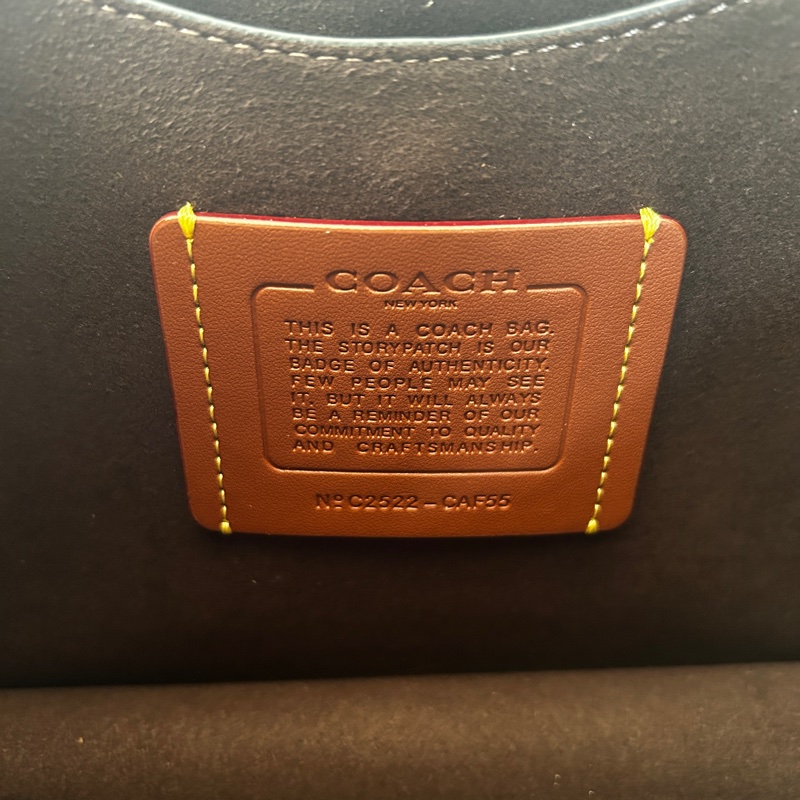 COACH
NEW YORK
THIS IS A COACH BAG.
THE STORYPATCH IS OUR
BADGE OF AUTHENTICITY.
FEW PEOPLE MAY SEE
IT, BUT IT WILL ALWAYS
BE A REMINDER OF OUR
COMMITMENT TO QUALITY
AND CRAFTSMANSHIP.
Nº C2522 – CAF55